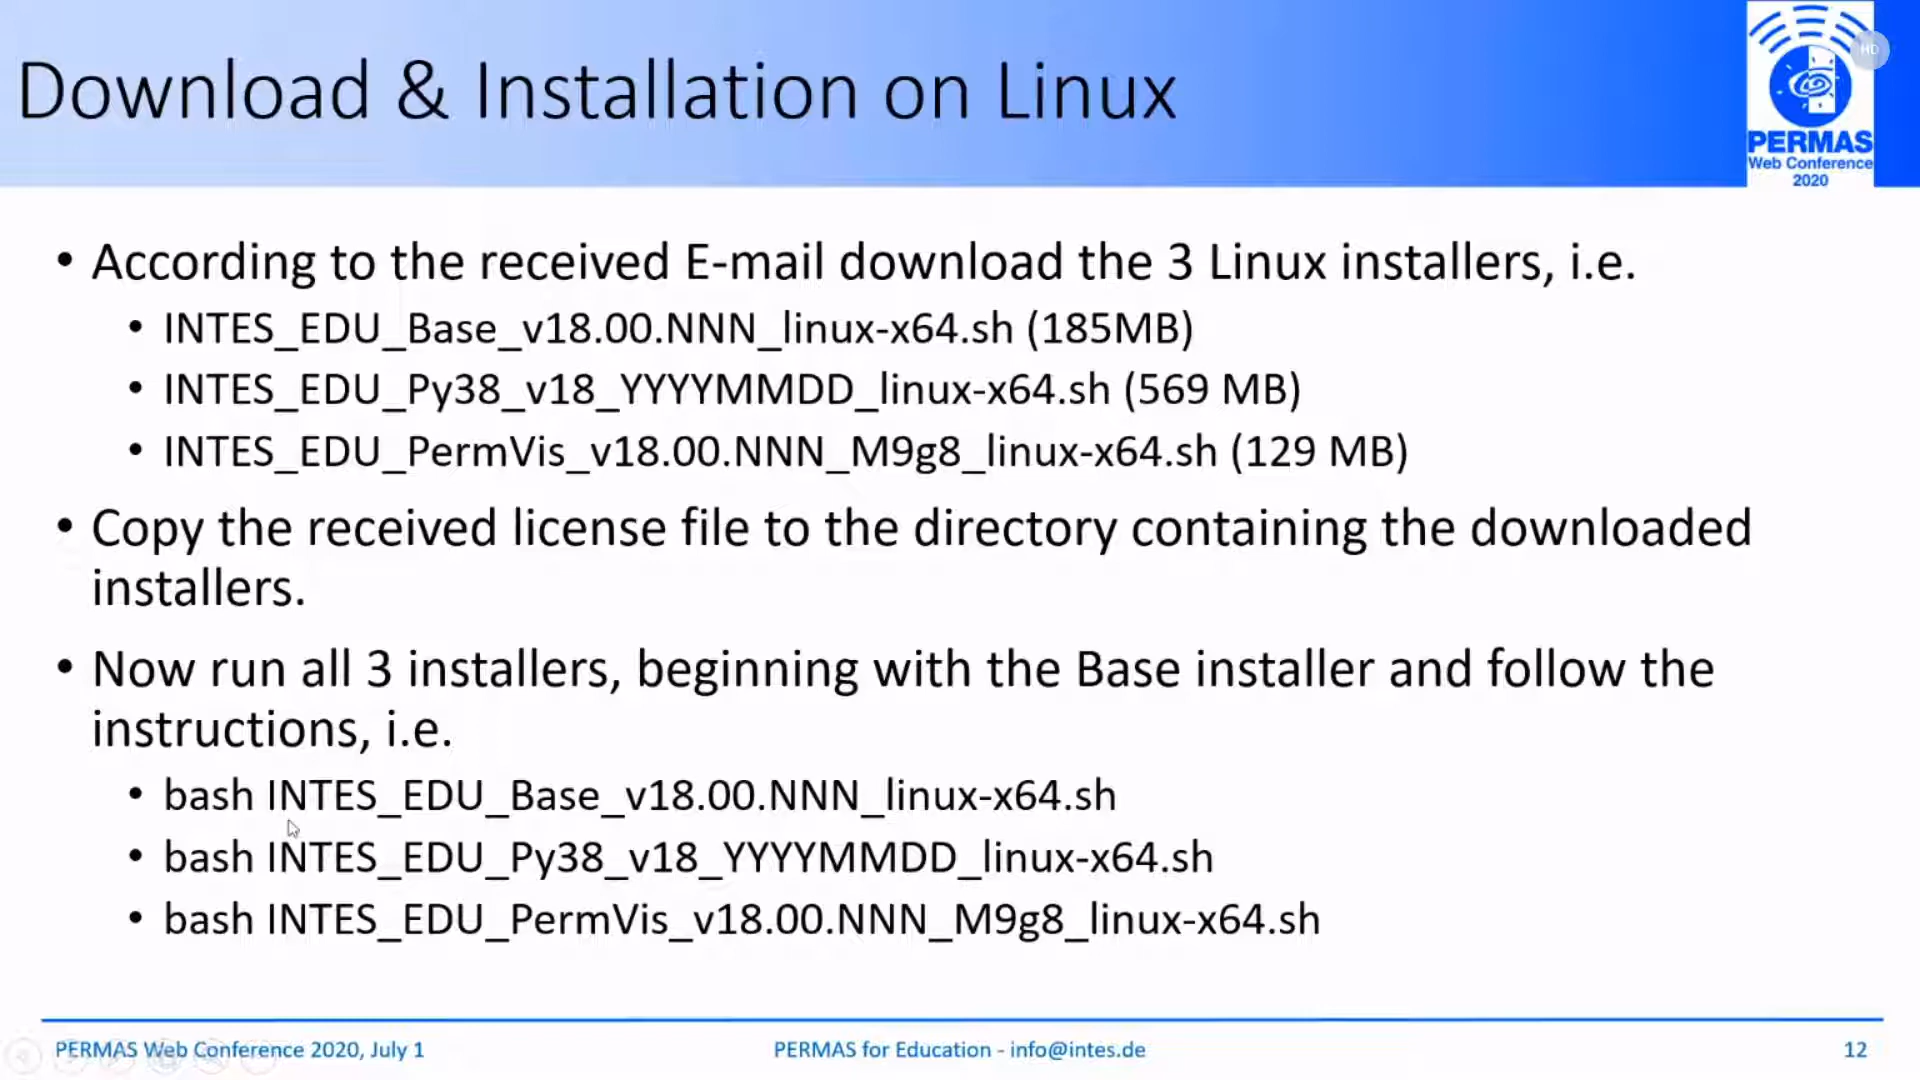 Download & Installation on Linux
HD
PERMAS
Web Conference
2020
• According to the received E-mail download the 3 Linux installers, i.e.
• INTES_EDU_Base_v18.00.NNN_linux-x64.sh (185MB)
• INTES_EDU_Py38_v18_YYYYMMDD_linux-x64.sh (569 MB)
• INTES_EDU_PermVis_v18.00.NNN_M9g8_linux-x64.sh (129 MB)
• Copy the received license file to the directory containing the downloaded
installers.
• Now run all 3 installers, beginning with the Base installer and follow the
instructions, i.e.
• bash INTES_EDU_Base_v18.00.NNN_linux-x64.sh
• bash INTES_EDU_Py38_v18_YYYYMMDD_linux-x64.sh
• bash INTES_EDU_PermVis_v18.00.NNN_M9g8_linux-x64.sh
PERMAS Web Conference 2020, July 1
PERMAS for Education - info@intes.de
12